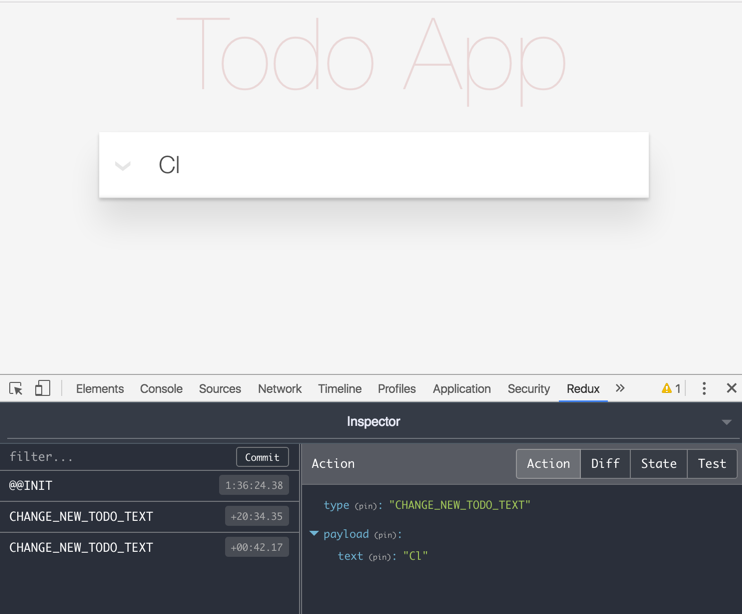 Todo App
Cl
Elements Console Sources Network Timeline Profiles Application Security Redux » 1
Inspector
filter... Commit
Action Action Diff State Test
@@INIT 1:36:24.38
CHANGE_NEW_TODO_TEXT +20:34.35
CHANGE_NEW_TODO_TEXT +00:42.17
type (pin): "CHANGE_NEW_TODO_TEXT"
payload (pin):
text (pin): "Cl"